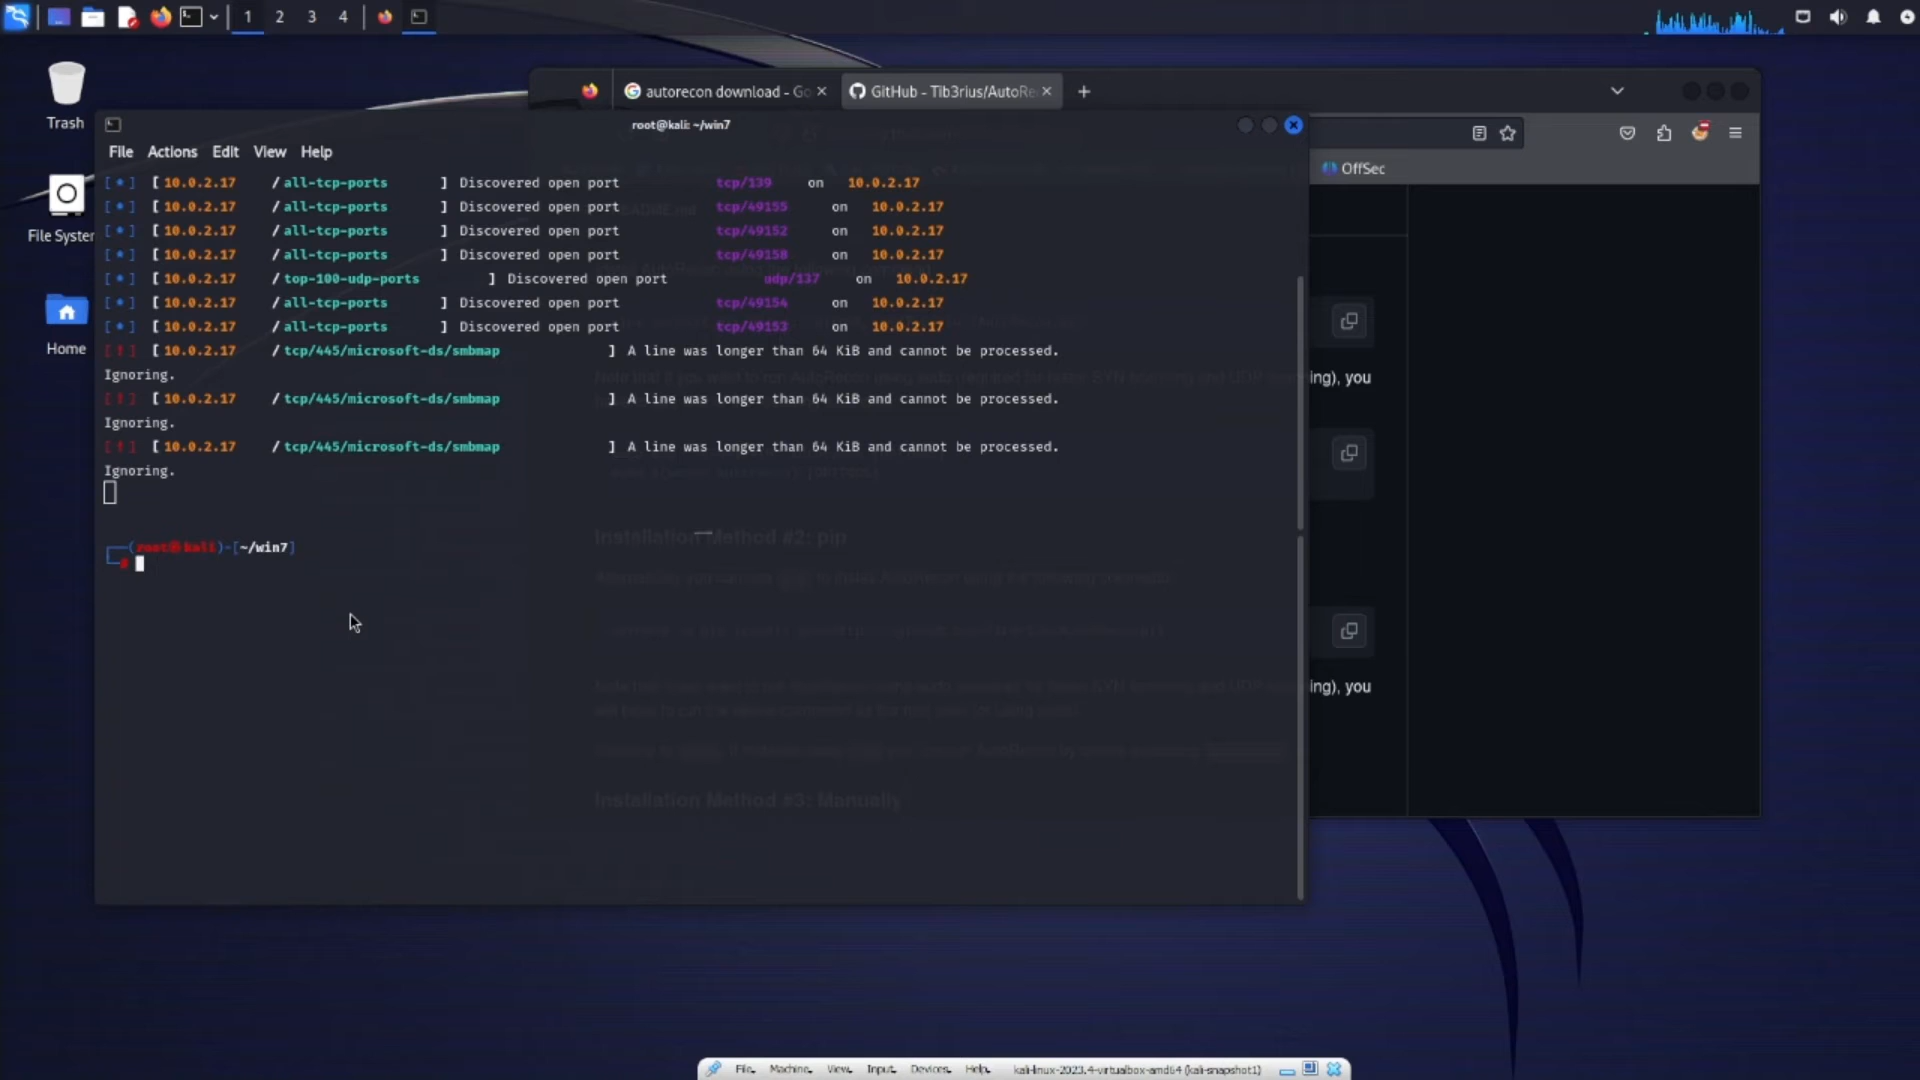 1 2 3 4
autorecon download - Go
GitHub - Tib3rius/AutoRe
Trash
root@kali: ~/win7
File Actions Edit View Help
OffSec
[*] [ 10.0.2.17 /all-tcp-ports ] Discovered open port tcp/139 on 10.0.2.17
[*] [ 10.0.2.17 /all-tcp-ports ] Discovered open port tcp/49155 on 10.0.2.17
[*] [ 10.0.2.17 /all-tcp-ports ] Discovered open port tcp/49152 on 10.0.2.17
File System
[*] [ 10.0.2.17 /all-tcp-ports ] Discovered open port tcp/49158 on 10.0.2.17
[*] [ 10.0.2.17 /top-100-udp-ports ] Discovered open port udp/137 on 10.0.2.17
[*] [ 10.0.2.17 /all-tcp-ports ] Discovered open port tcp/49154 on 10.0.2.17
[*] [ 10.0.2.17 /all-tcp-ports ] Discovered open port tcp/49153 on 10.0.2.17
Home
[!] [ 10.0.2.17 /tcp/445/microsoft-ds/smbmap ] A line was longer than 64 KiB and cannot be processed.
Ignoring.
ing), you
[!] [ 10.0.2.17 /tcp/445/microsoft-ds/smbmap ] A line was longer than 64 KiB and cannot be processed.
Ignoring.
[!] [ 10.0.2.17 /tcp/445/microsoft-ds/smbmap ] A line was longer than 64 KiB and cannot be processed.
Ignoring.
Installation Method #2: pip
(root㉿kali)-[~/win7]
#
ing), you
Installation Method #3: Manually
File Machine View Input Devices Help kali-linux-2023.4-virtualbox-amd64 (kali-snapshot1)